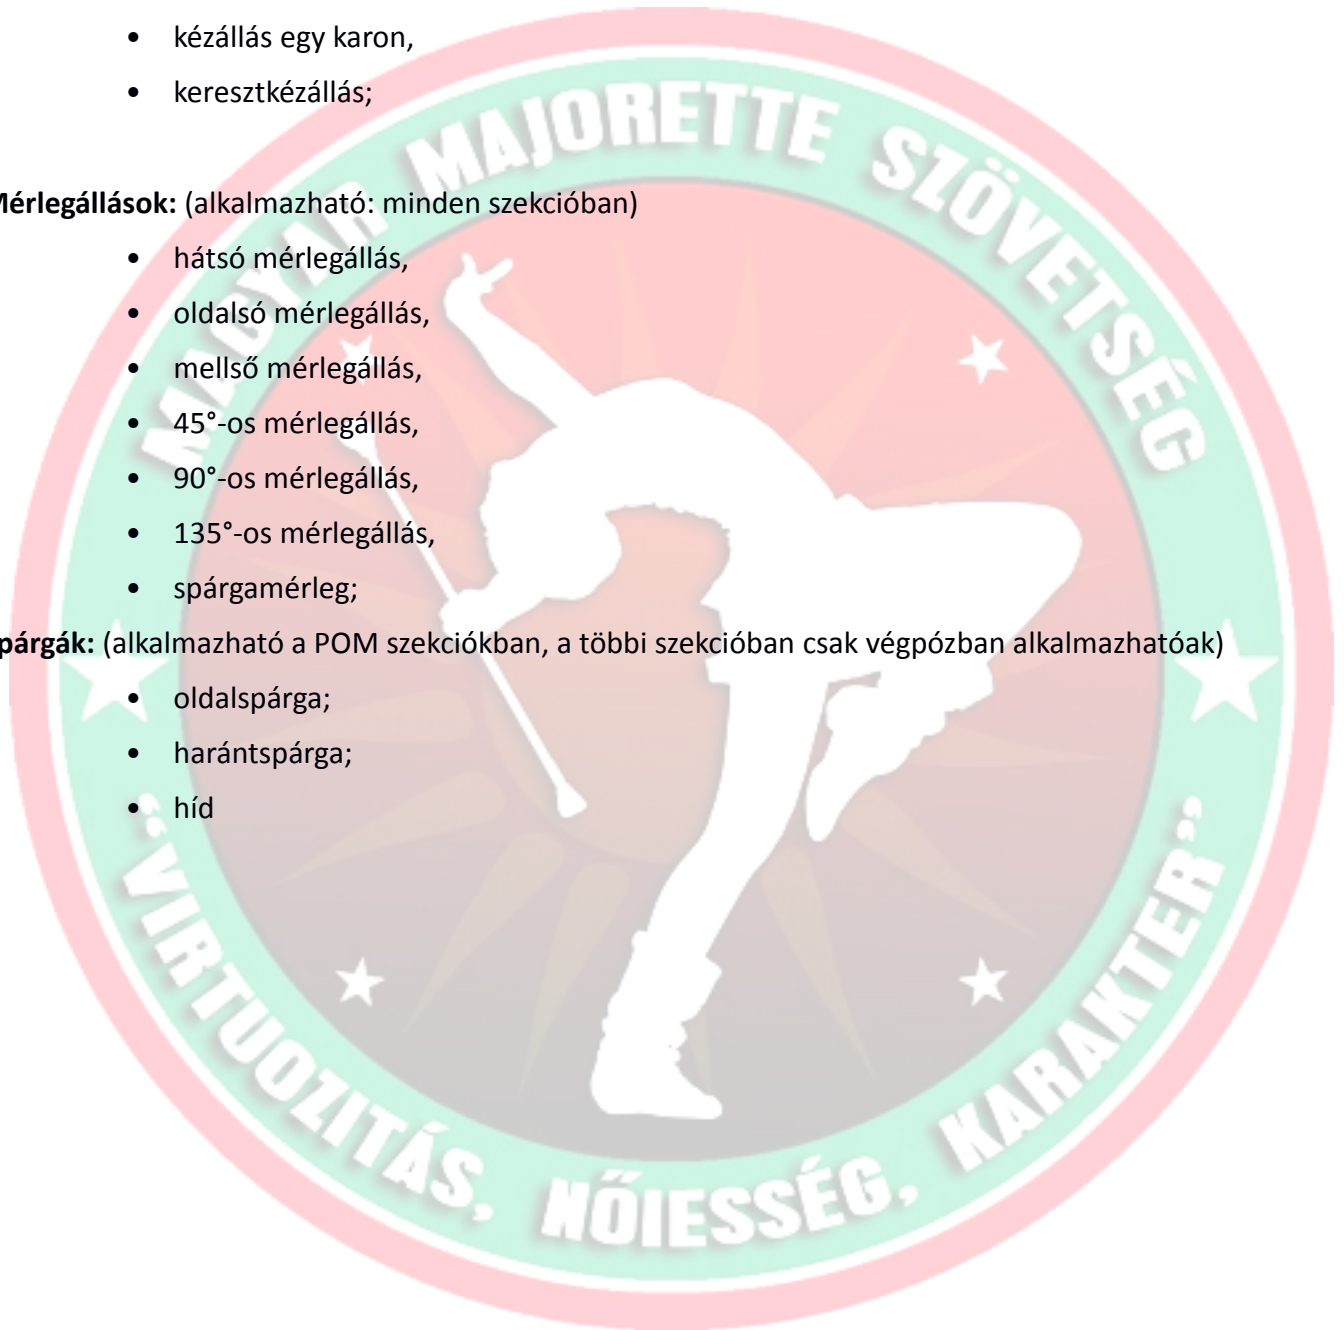 • kézállás egy karon,
• keresztkézállás;
Mérlegállások: (alkalmazható: minden szekcióban)
• hátsó mérlegállás,
• oldalsó mérlegállás,
• mellső mérlegállás,
• 45°-os mérlegállás,
• 90°-os mérlegállás,
• 135°-os mérlegállás,
• spárgamérleg;
párgák: (alkalmazható a POM szekciókban, a többi szekcióban csak végpózban alkalmazhatóak)
• oldalspárga;
• harántspárga;
• híd
MAGYAR MAJORETTE SZÖVETSÉG
"VIRTUOZITÁS, NŐIESSÉG, KARAKTER"